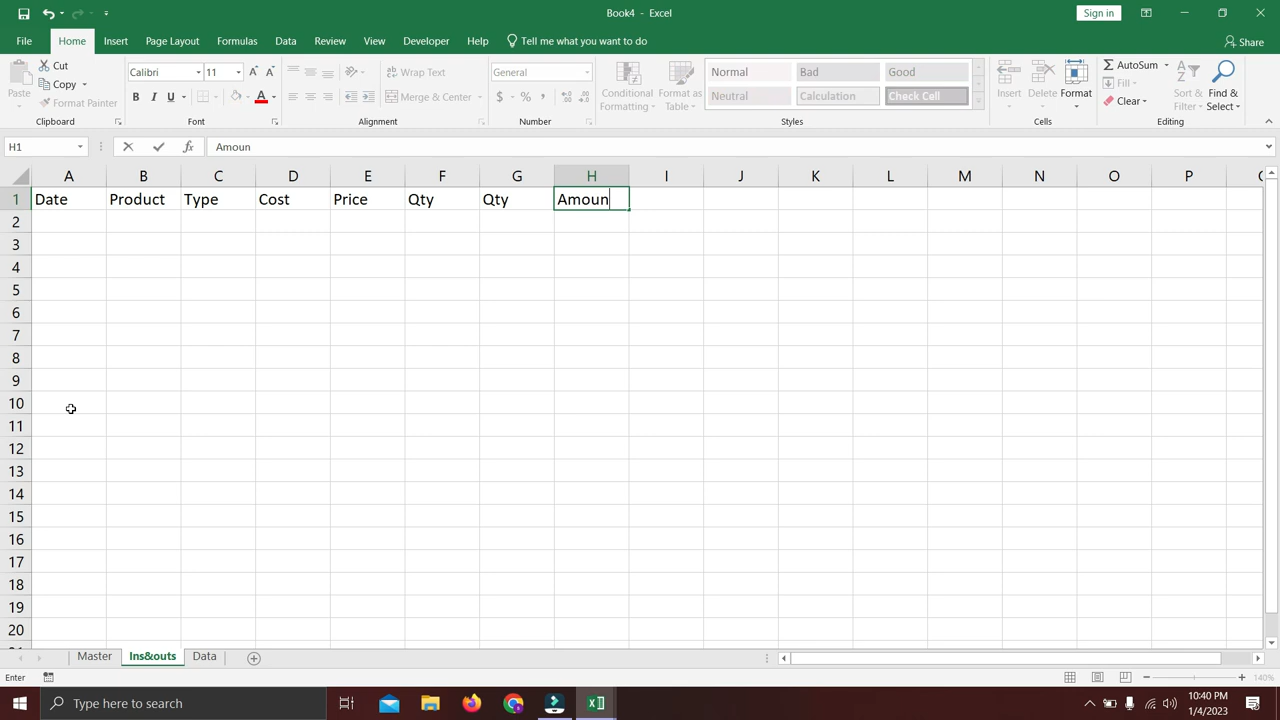 Book4 - Excel
Sign in
File Home Insert Page Layout Formulas Data Review View Developer Help Tell me what you want to do Share
Paste
Cut
Copy
Format Painter
Clipboard
Calibri 11
B I U
Font
Wrap Text
Merge & Center
Alignment
General
$ % ,
Number
Conditional Formatting
Format as Table
Normal Bad Good
Neutral Calculation Check Cell
Styles
Insert Delete Format
Cells
AutoSum
Fill
Clear
Sort & Filter
Find & Select
Editing
H1 fx Amoun
A B C D E F G H I J K L M N O P
1 Date Product Type Cost Price Qty Qty Amoun
2
3
4
5
6
7
8
9
10
11
12
13
14
15
16
17
18
19
20
Master Ins&outs Data
Enter 140%
Type here to search
10:40 PM
1/4/2023